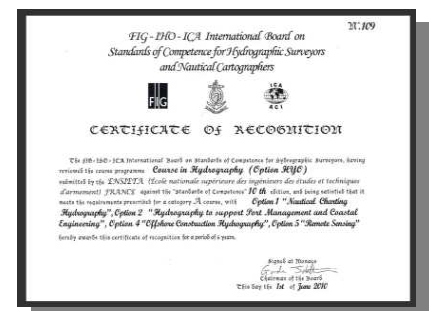 Nº.109
FIG-IHO-ICA International Board on
Standards of Competence for Hydrographic Surveyors
and Nautical Cartographers
FIG
ICA
ACI
CERTIFICATE OF RECOGNITION
The FIG-IHO-ICA International Board on Standards of Competence for Hydrographic Surveyors, having
reviewed the course programme Course in Hydrography (Option HYO)
submitted by the ENSIETA (Ecole nationale supérieure des ingénieurs des études et techniques
d'armement) FRANCE against the "Standards of Competence" 10 th edition, and being satisfied that it
meets the requirements prescribed for a category A course, with Option 1 "Nautical Charting
Hydrography", Option 2 "Hydrography to support Port Management and Coastal
Engineering" Option 4 "Offshore Construction Hydrography", Option 5 "Remote Sensing"
hereby awards this certificate of recognition for a period of 6 years.
Signed at Monaco
Chairman of the Board
This day the 1st of June 2010